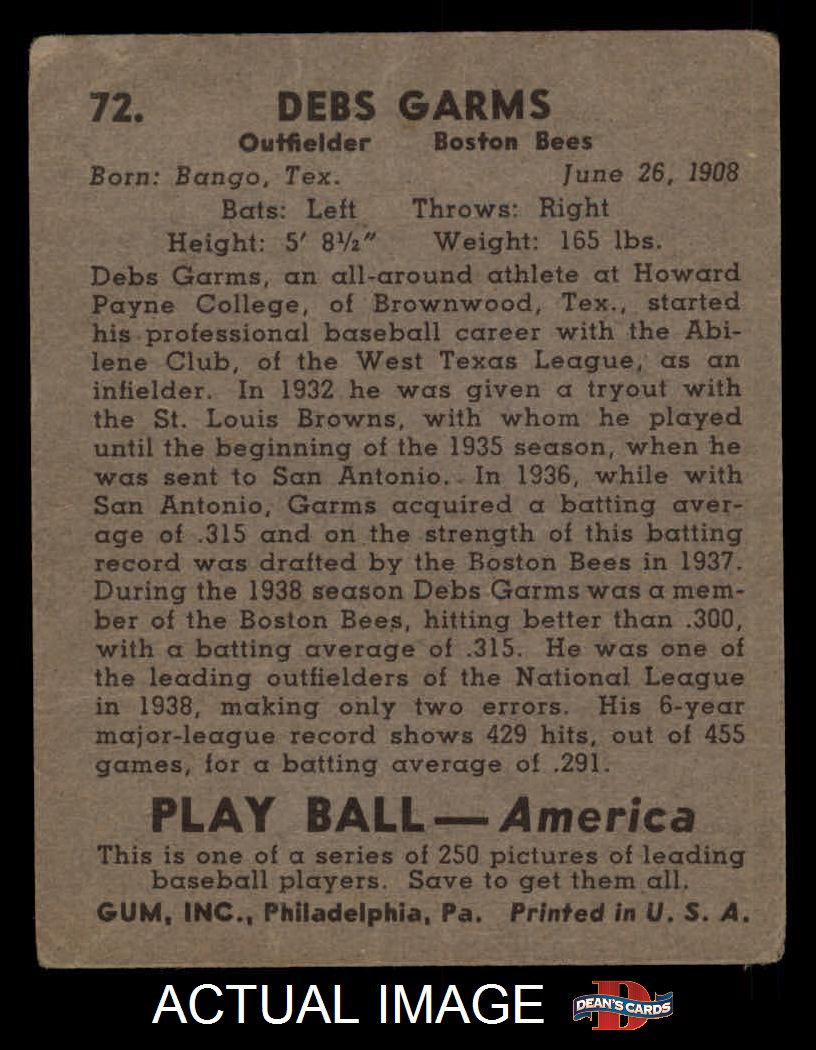 72. DEBS GARMS
Outfielder Boston Bees
Born: Bango, Tex. June 26, 1908
Bats: Left Throws: Right
Height: 5' 8½" Weight: 165 lbs.
Debs Garms, an all-around athlete at Howard
Payne College, of Brownwood, Tex., started
his professional baseball career with the Abi-
lene Club, of the West Texas League, as an
infielder. In 1932 he was given a tryout with
the St. Louis Browns, with whom he played
until the beginning of the 1935 season, when he
was sent to San Antonio. In 1936, while with
San Antonio, Garms acquired a batting aver-
age of .315 and on the strength of this batting
record was drafted by the Boston Bees in 1937.
During the 1938 season Debs Garms was a mem-
ber of the Boston Bees, hitting better than .300,
with a batting average of .315. He was one of
the leading outfielders of the National League
in 1938, making only two errors. His 6-year
major-league record shows 429 hits, out of 455
games, for a batting average of .291.
PLAY BALL—America
This is one of a series of 250 pictures of leading
baseball players. Save to get them all.
GUM, INC., Philadelphia, Pa. Printed in U. S. A.
ACTUAL IMAGE D DEAN'S CARDS